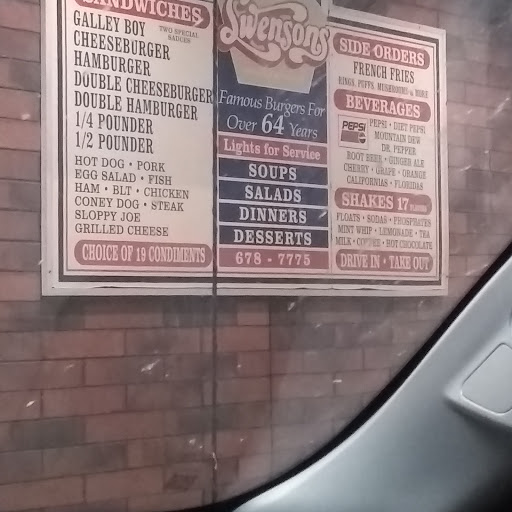 SANDWICHES
GALLEY BOY TWO SPECIAL SAUCES
CHEESEBURGER
HAMBURGER
DOUBLE CHEESEBURGER
DOUBLE HAMBURGER
1/4 POUNDER
1/2 POUNDER
HOT DOG • PORK
EGG SALAD • FISH
HAM • BLT • CHICKEN
CONEY DOG • STEAK
SLOPPY JOE
GRILLED CHEESE
CHOICE OF 19 CONDIMENTS
Swensons
Famous Burgers For
Over 64 Years
Lights for Service
SOUPS
SALADS
DINNERS
DESSERTS
678 - 7775
SIDE ORDERS
FRENCH FRIES
RINGS, PUFFS, MUSHROOMS & MORE
BEVERAGES
PEPSI
PEPSI • DIET PEPSI
MOUNTAIN DEW
DR. PEPPER
ROOT BEER • GINGER ALE
CHERRY • GRAPE • ORANGE
CALIFORNIAS • FLORIDAS
SHAKES 17
FLOATS • SODAS • PHOSPHATES
MINT WHIP • LEMONADE • TEA
MILK • COFFEE • HOT CHOCOLATE
DRIVE IN • TAKE OUT